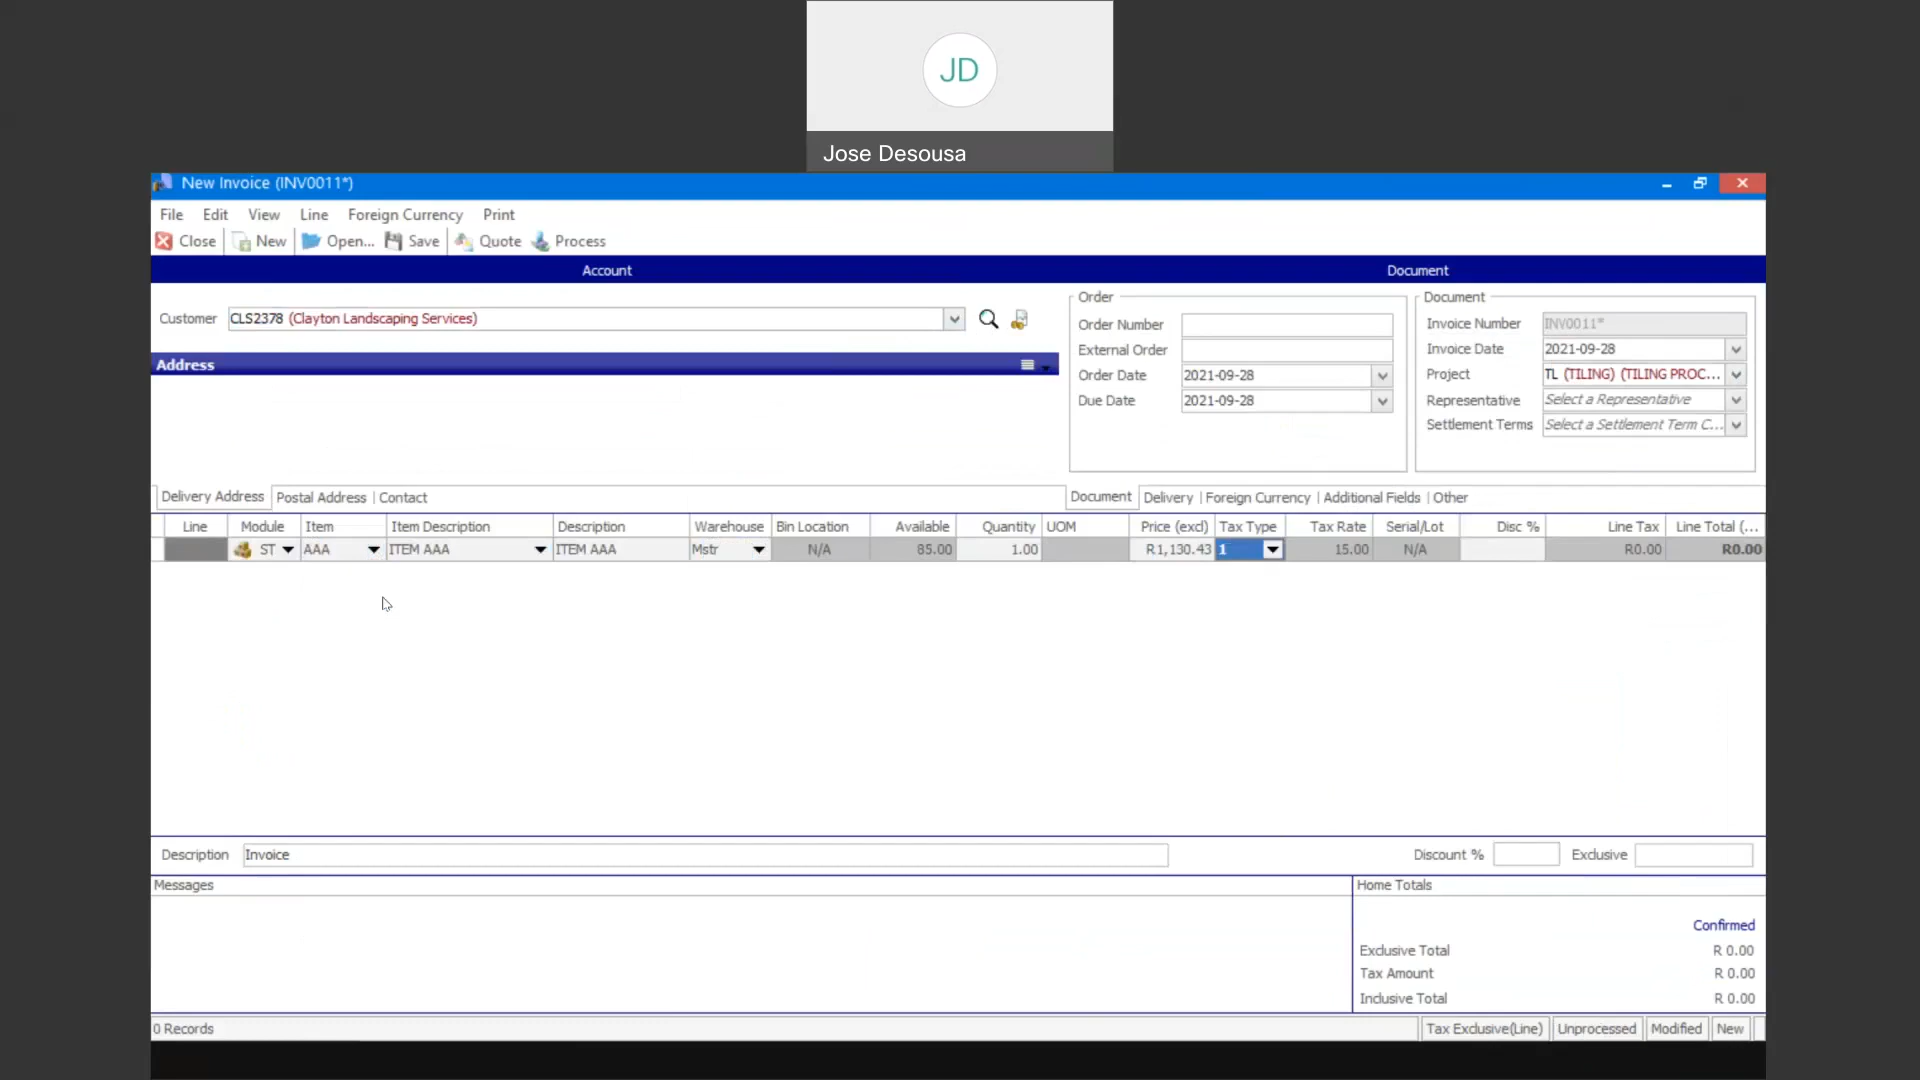 JD
Jose Desousa
New Invoice (INV0011*)
File Edit View Line Foreign Currency Print
Close New Open... Save Quote Process
Account Document
Customer CLS2378 (Clayton Landscaping Services)
Address
Order
Order Number
External Order
Order Date 2021-09-28
Due Date 2021-09-28
Document
Invoice Number INV0011*
Invoice Date 2021-09-28
Project TL (TILING) (TILING PROC...
Representative Select a Representative
Settlement Terms Select a Settlement Term C...
Delivery Address Postal Address | Contact Document Delivery | Foreign Currency | Additional Fields | Other
Line Module Item Item Description Description Warehouse Bin Location Available Quantity UOM Price (excl) Tax Type Tax Rate Serial/Lot Disc % Line Tax Line Total (...
ST AAA ITEM AAA ITEM AAA Mstr N/A 85.00 1.00 R1,130.43 1 15.00 N/A R0.00 R0.00
Description Invoice Discount % Exclusive
Messages Home Totals
Confirmed
Exclusive Total R 0.00
Tax Amount R 0.00
Inclusive Total R 0.00
0 Records Tax Exclusive(Line) Unprocessed Modified New